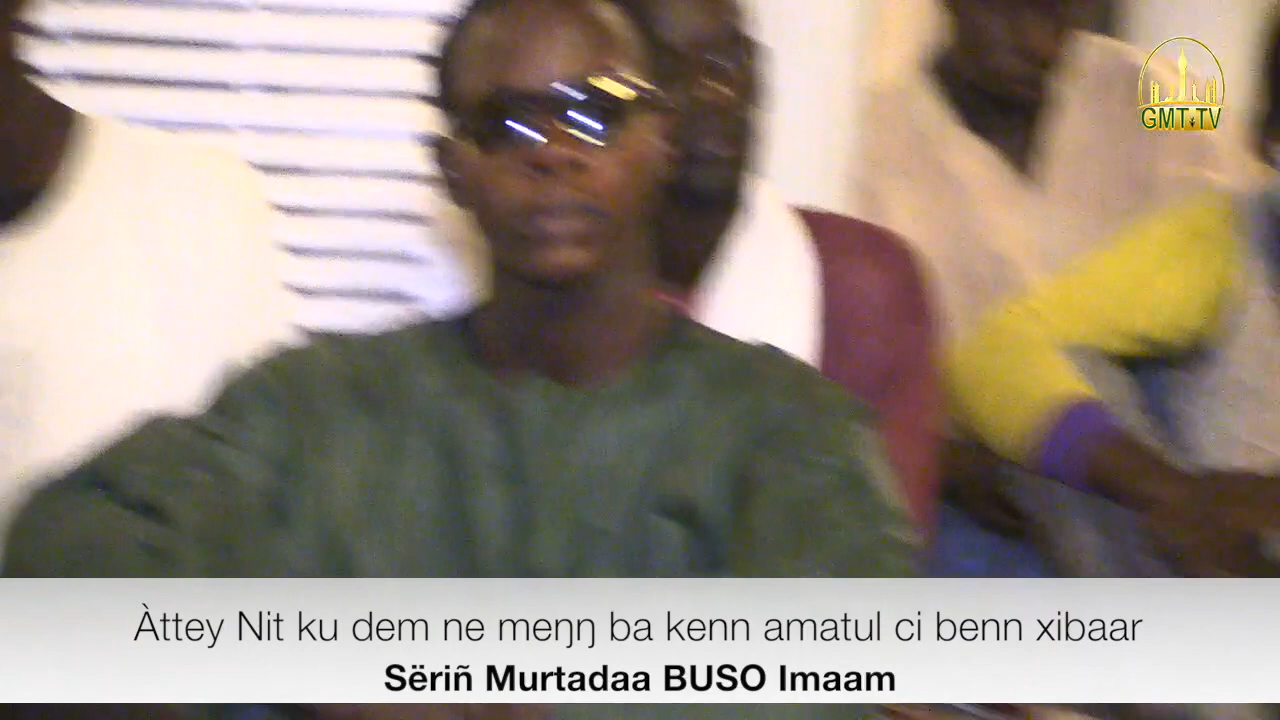 GMT TV
Àttey Nit ku dem ne meŋŋ ba kenn amatul ci benn xibaar
Sëriñ Murtadaa BUSO Imaam